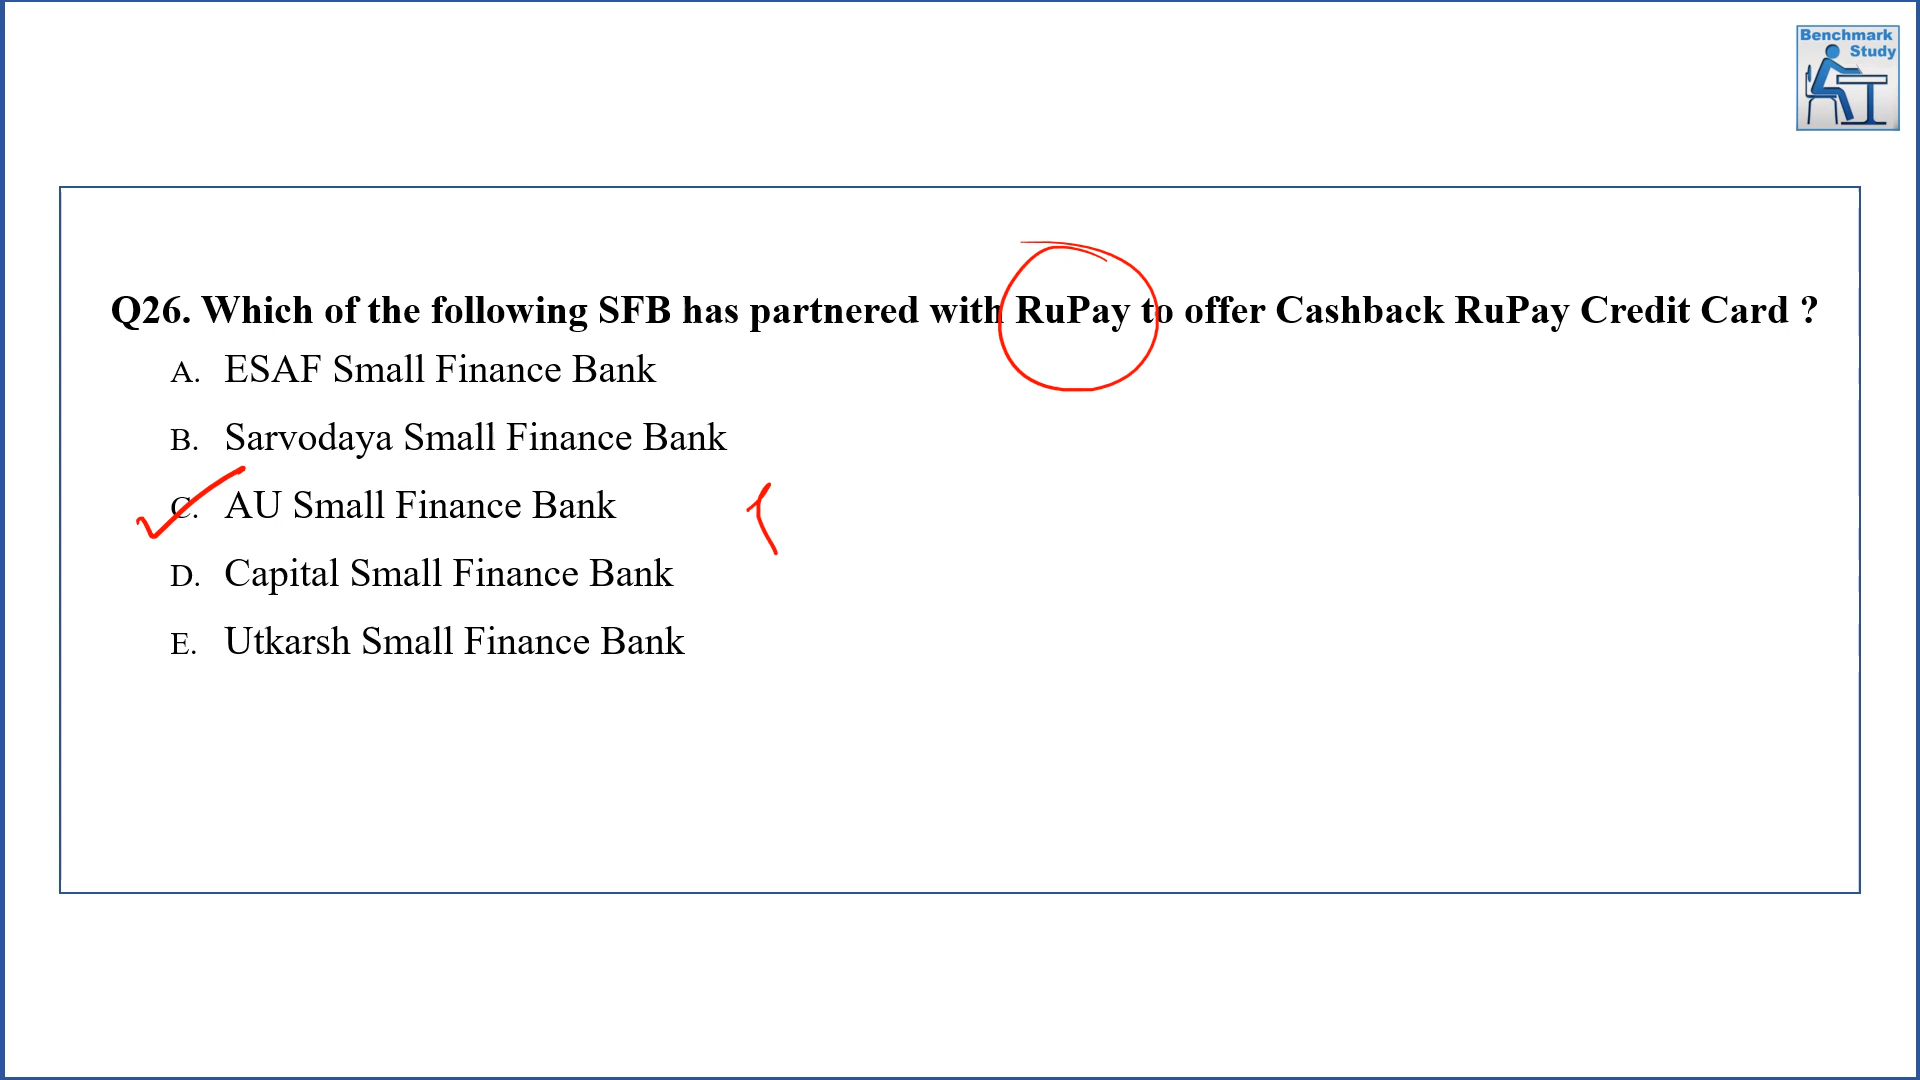 Benchmark
Study
Q26. Which of the following SFB has partnered with RuPay to offer Cashback RuPay Credit Card ?
A. ESAF Small Finance Bank
B. Sarvodaya Small Finance Bank
C. AU Small Finance Bank
D. Capital Small Finance Bank
E. Utkarsh Small Finance Bank